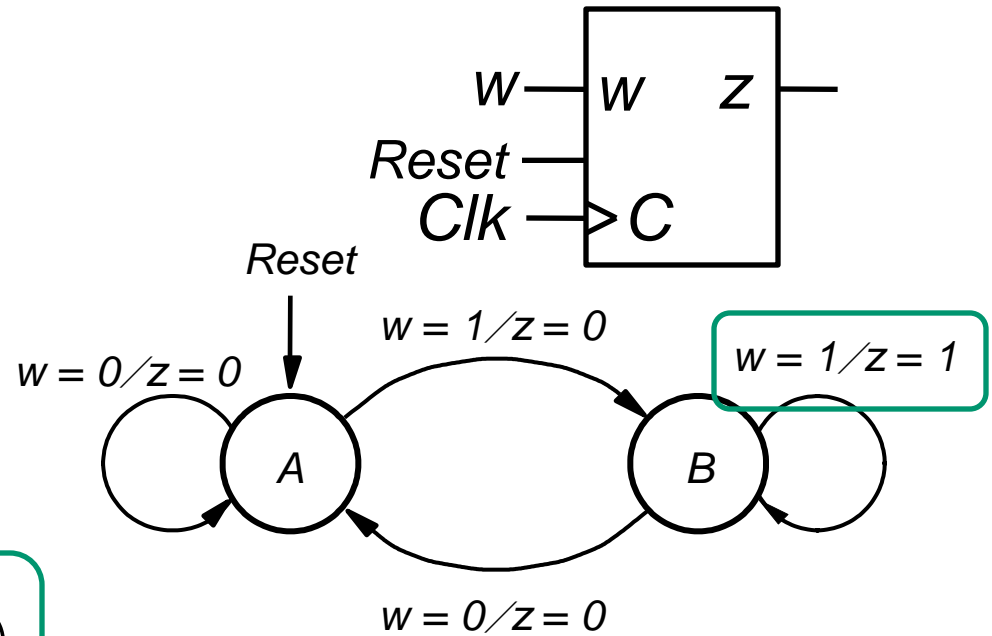 w w z
Reset
Clk C
Reset
w = 1/z = 0
w = 1/z = 1
w = 0/z = 0
A B
w = 0/z = 0